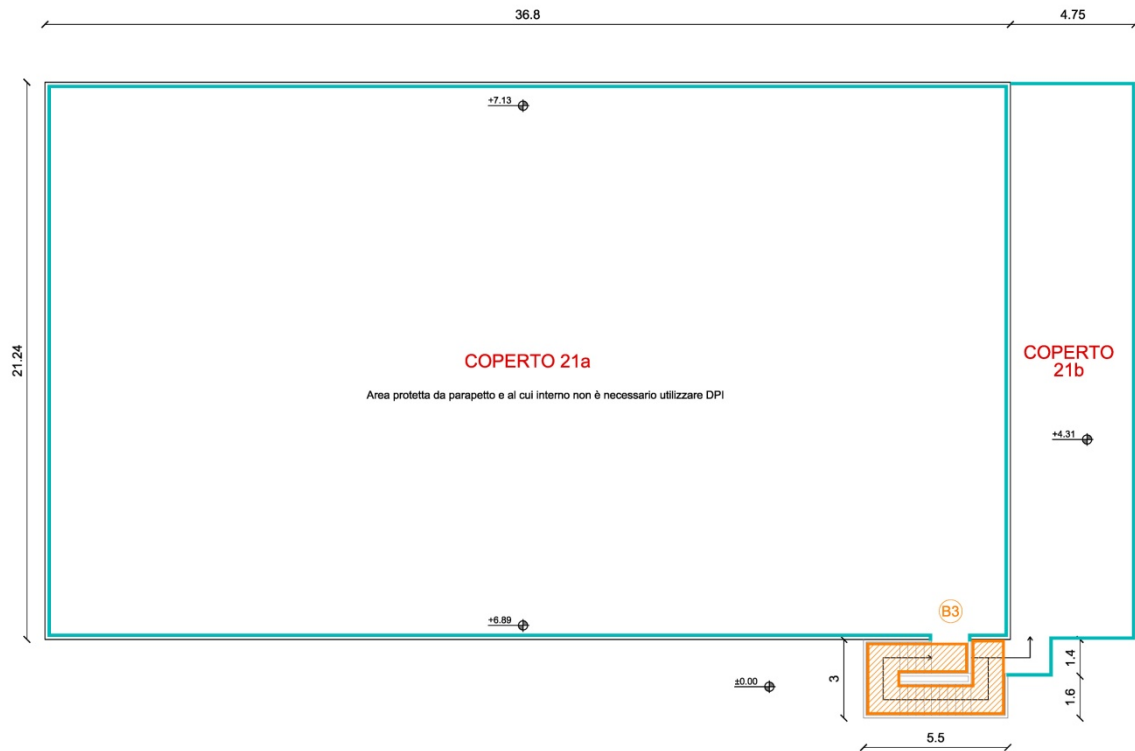 36.8
4.75
+7.13
21.24
COPERTO 21a
Area protetta da parapetto e al cui interno non è necessario utilizzare DPI
COPERTO
21b
+4.31
B3
+6.89
±0.00
3
1.4
1.6
5.5